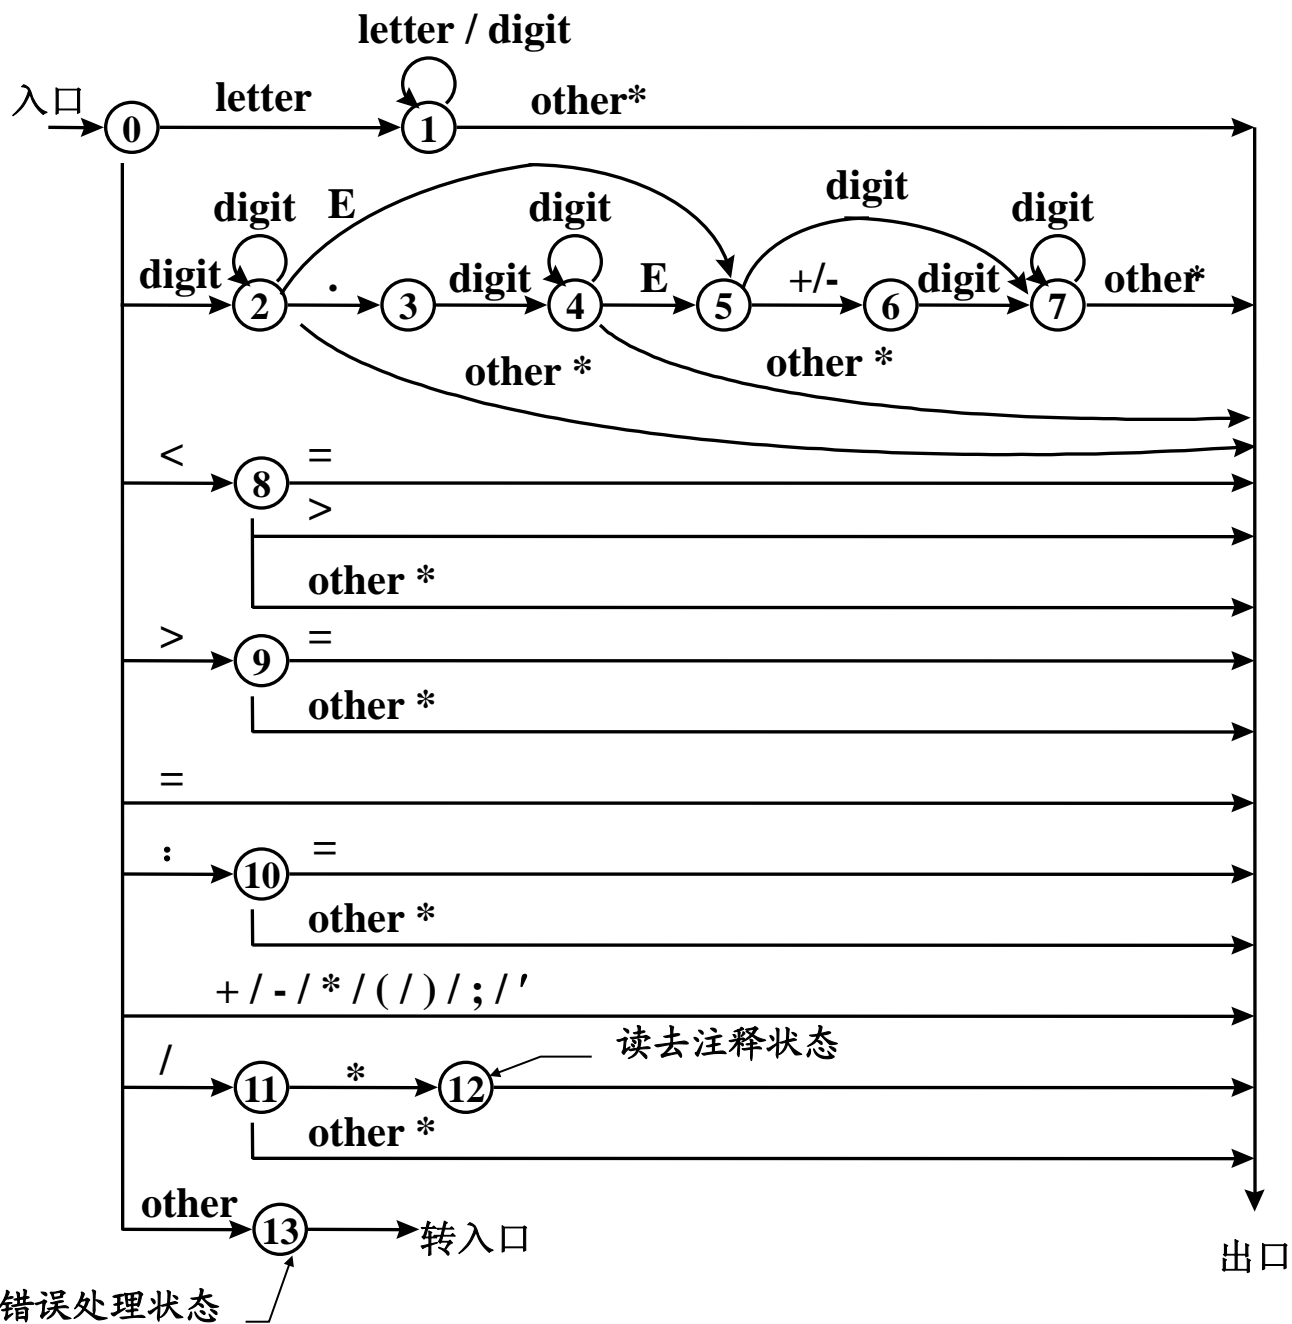 letter / digit
入口 0 letter 1 other*
digit E digit digit digit
digit 2 . 3 digit 4 E 5 +/- 6 digit 7 other*
other * other *
< 8 =
>
other *
> 9 =
other *
=
: 10 =
other *
+ / - / * / ( / ) / ; / ′
读去注释状态
/ 11 * 12
other *
other 13 转入口
出口
错误处理状态